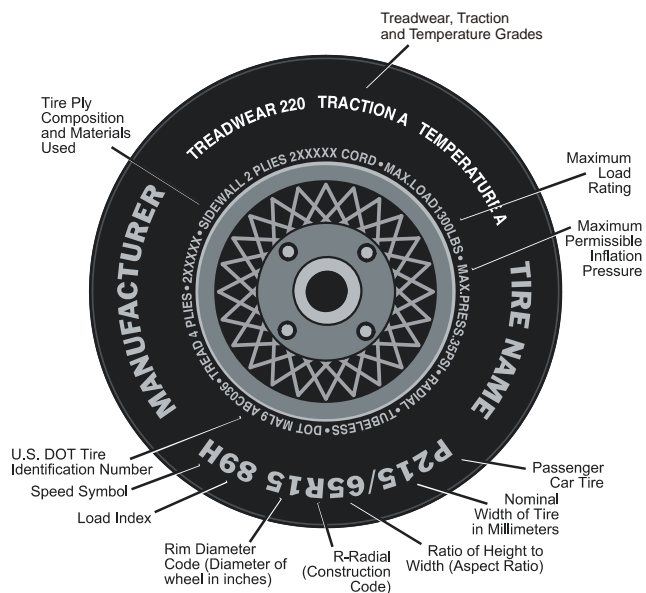 Treadwear, Traction
and Temperature Grades
Tire Ply
Composition
and Materials
Used
TREADWEAR 220 TRACTION A TEMPERATURE A
Maximum
Load
Rating
Maximum
Permissible
Inflation
Pressure
MANUFACTURER
TIRE NAME
SIDEWALL 2 PLIES 2XXXXX CORD • MAX.LOAD1300LBS. • MAX.PRESS.35PSI • RADIAL • TUBELESS • DOT MAL9 ABC036 • TREAD 4 PLIES • 2XXXXX •
P215/65R15 89H
U.S. DOT Tire
Identification Number
Speed Symbol
Load Index
Rim Diameter
Code (Diameter of
wheel in inches)
R-Radial
(Construction
Code)
Ratio of Height to
Width (Aspect Ratio)
Nominal
Width of Tire
in Millimeters
Passenger
Car Tire